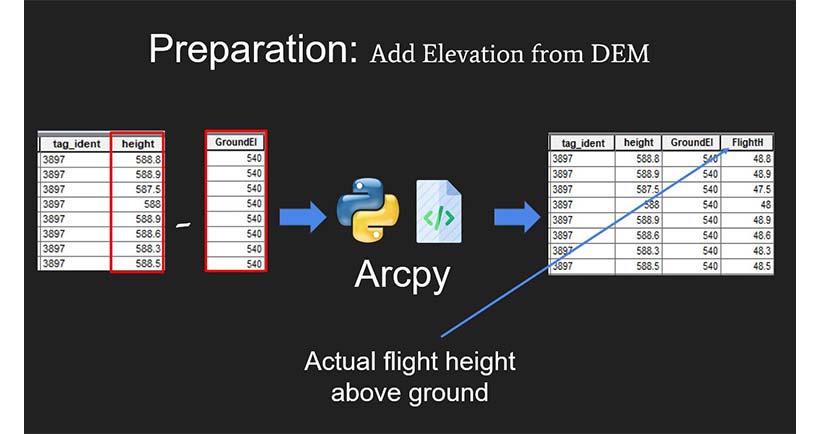 Preparation: Add Elevation from DEM
tag_ident height
3897 588.8
3897 588.9
3897 587.5
3897 588
3897 588.9
3897 588.6
3897 588.3
3897 588.5
-
GroundEl
540
540
540
540
540
540
540
540
</>
Arcpy
tag_ident height GroundEl FlightH
3897 588.8 540 48.8
3897 588.9 540 48.9
3897 587.5 540 47.5
3897 588 540 48
3897 588.9 540 48.9
3897 588.6 540 48.6
3897 588.3 540 48.3
3897 588.5 540 48.5
Actual flight height
above ground